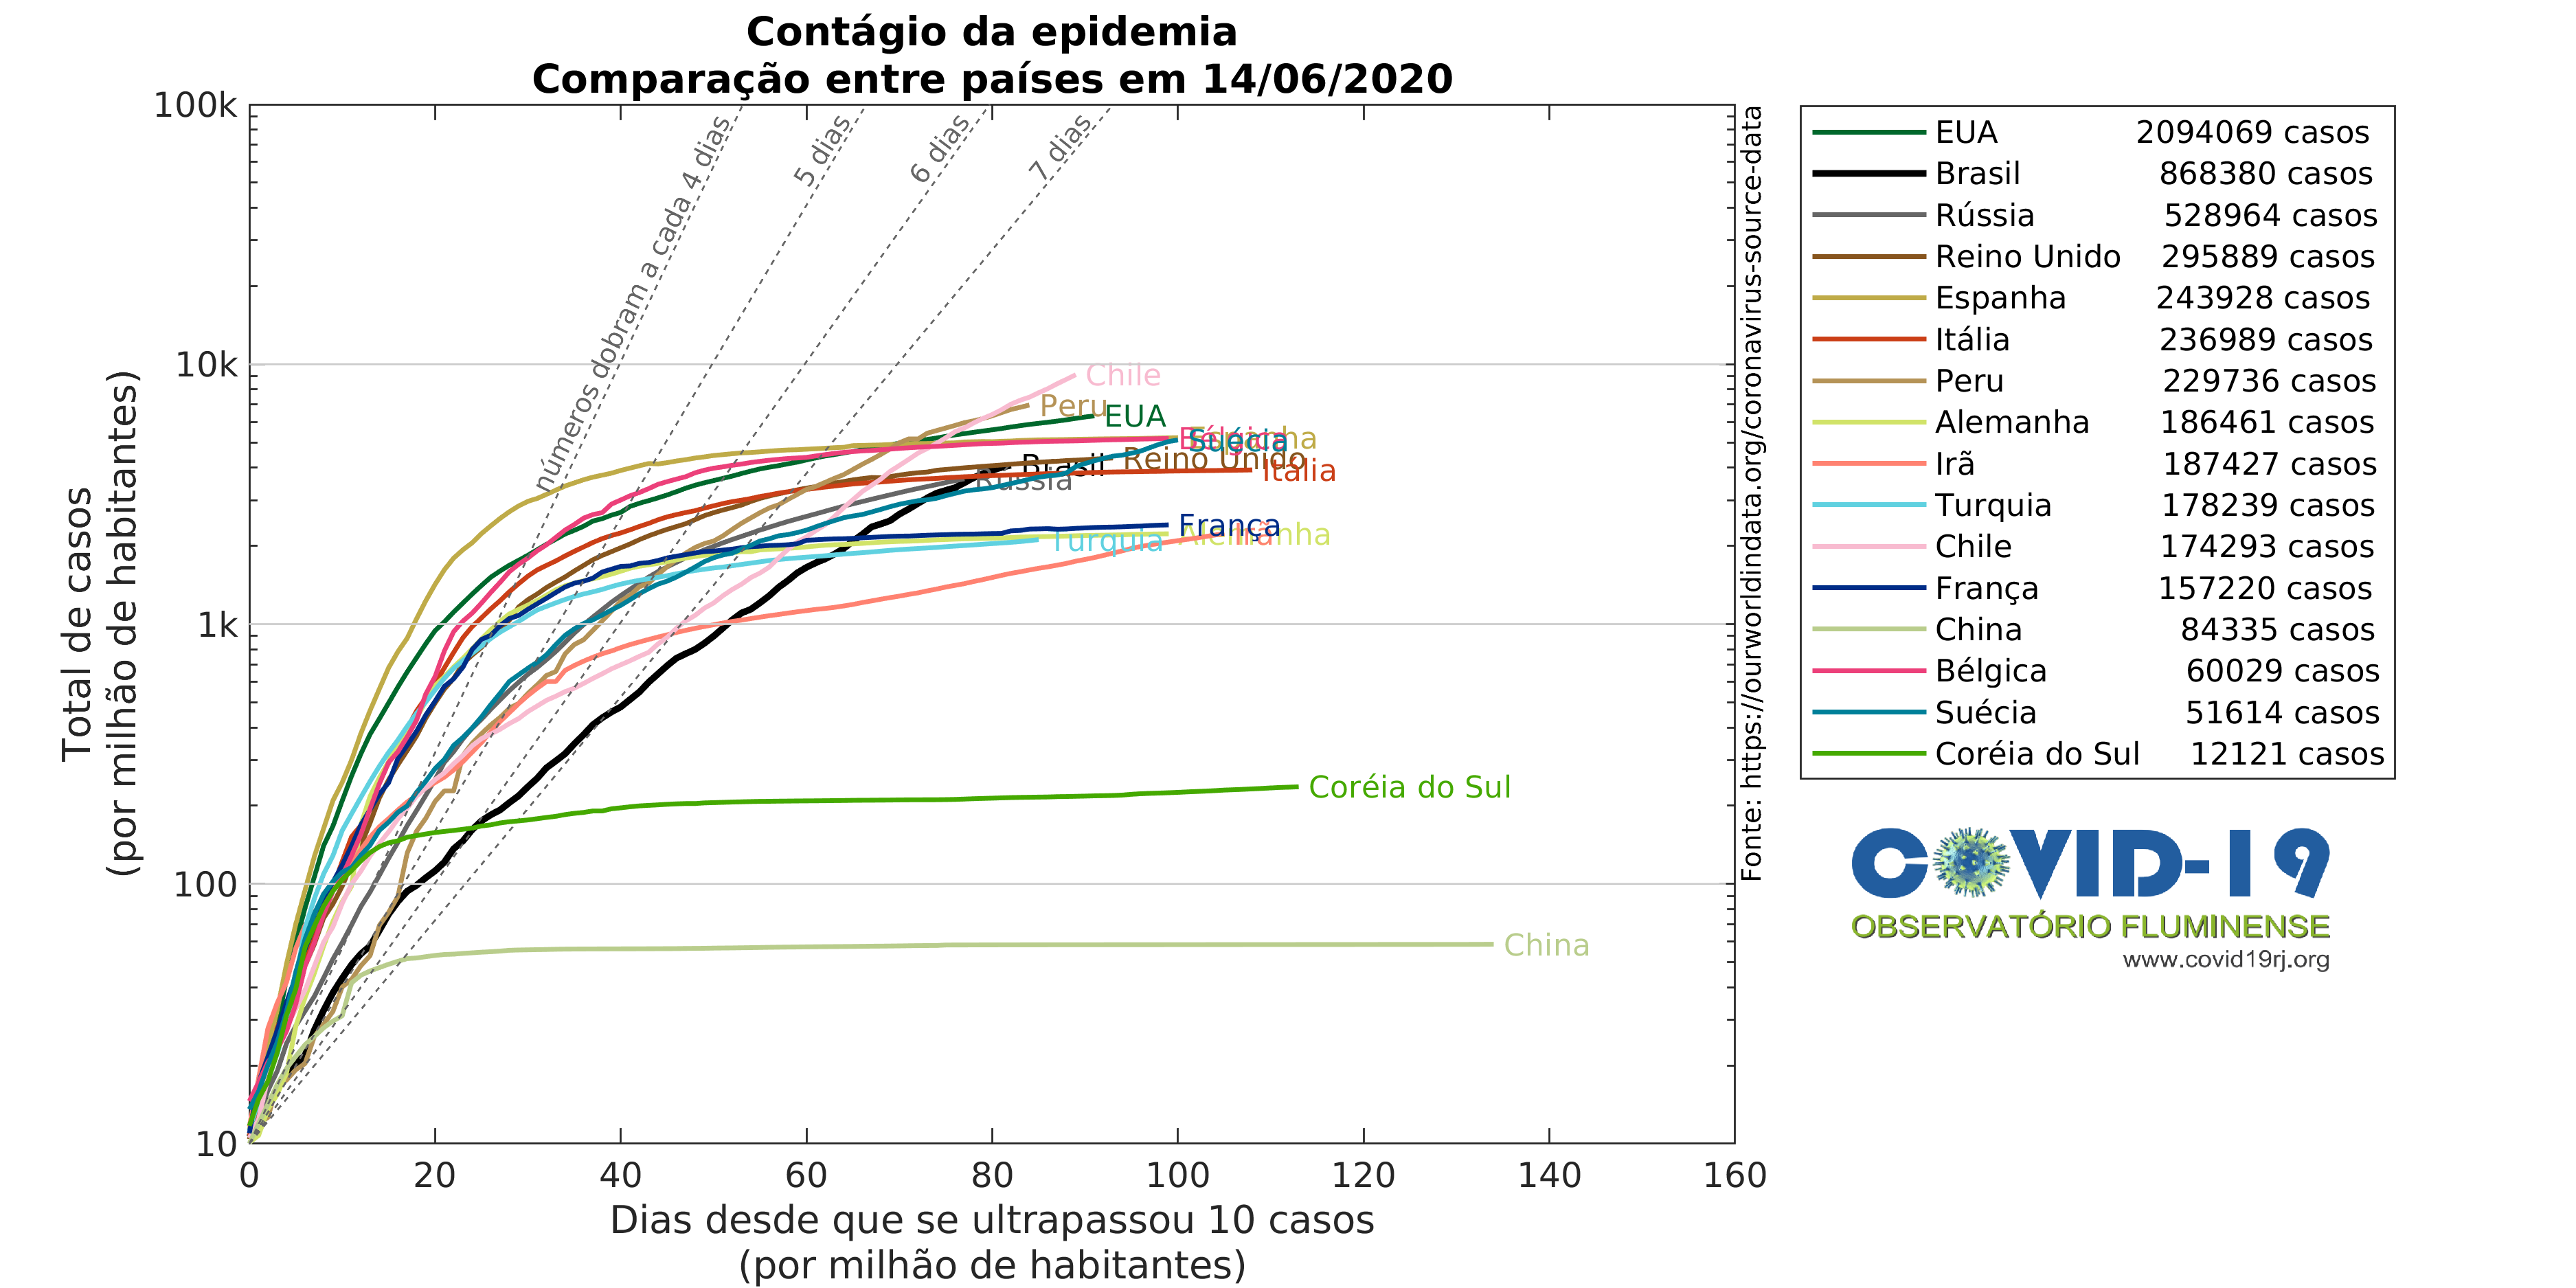 Contágio da epidemia
Comparação entre países em 14/06/2020
100k
10k
1k
100
10
Total de casos
(por milhão de habitantes)
números dobram a cada 4 dias
5 dias
6 dias
7 dias
Chile
Peru
EUA
Espanha
Bélgica
Suécia
Brasil
Reino Unido
Rússia
Itália
França
Alemanha
Irã
Turquia
Coréia do Sul
China
0 20 40 60 80 100 120 140 160
Dias desde que se ultrapassou 10 casos
(por milhão de habitantes)
Fonte: https://ourworldindata.org/coronavirus-source-data
EUA 2094069 casos
Brasil 868380 casos
Rússia 528964 casos
Reino Unido 295889 casos
Espanha 243928 casos
Itália 236989 casos
Peru 229736 casos
Alemanha 186461 casos
Irã 187427 casos
Turquia 178239 casos
Chile 174293 casos
França 157220 casos
China 84335 casos
Bélgica 60029 casos
Suécia 51614 casos
Coréia do Sul 12121 casos
COVID-19
OBSERVATÓRIO FLUMINENSE
www.covid19rj.org